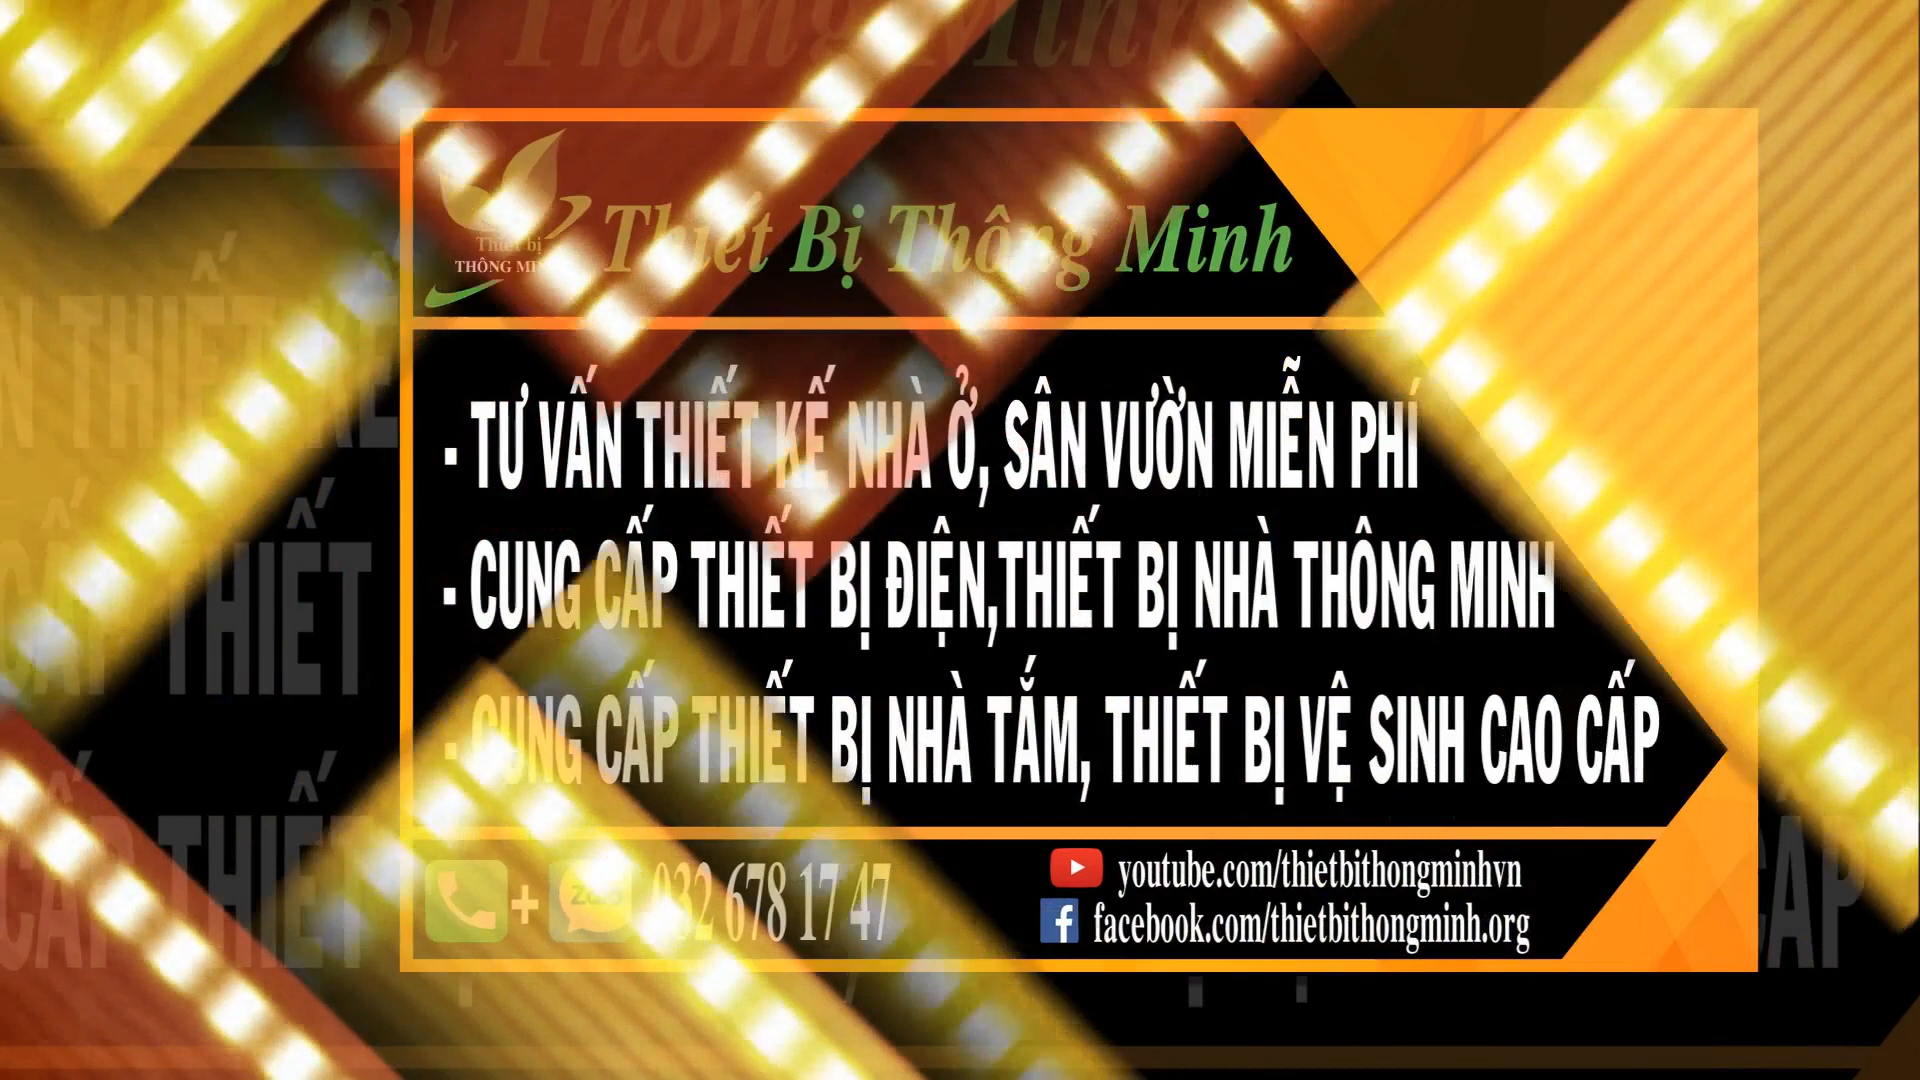 Thiết Bị Thông Minh
Thiết bị
THÔNG MINH
- TƯ VẤN THIẾT KẾ NHÀ Ở, SÂN VƯỜN MIỄN PHÍ
- CUNG CẤP THIẾT BỊ ĐIỆN,THIẾT BỊ NHÀ THÔNG MINH
- CUNG CẤP THIẾT BỊ NHÀ TẮM, THIẾT BỊ VỆ SINH CAO CẤP
+ Zalo 032 678 17 47
youtube.com/thietbithongminhvn
facebook.com/thietbithongminh.org